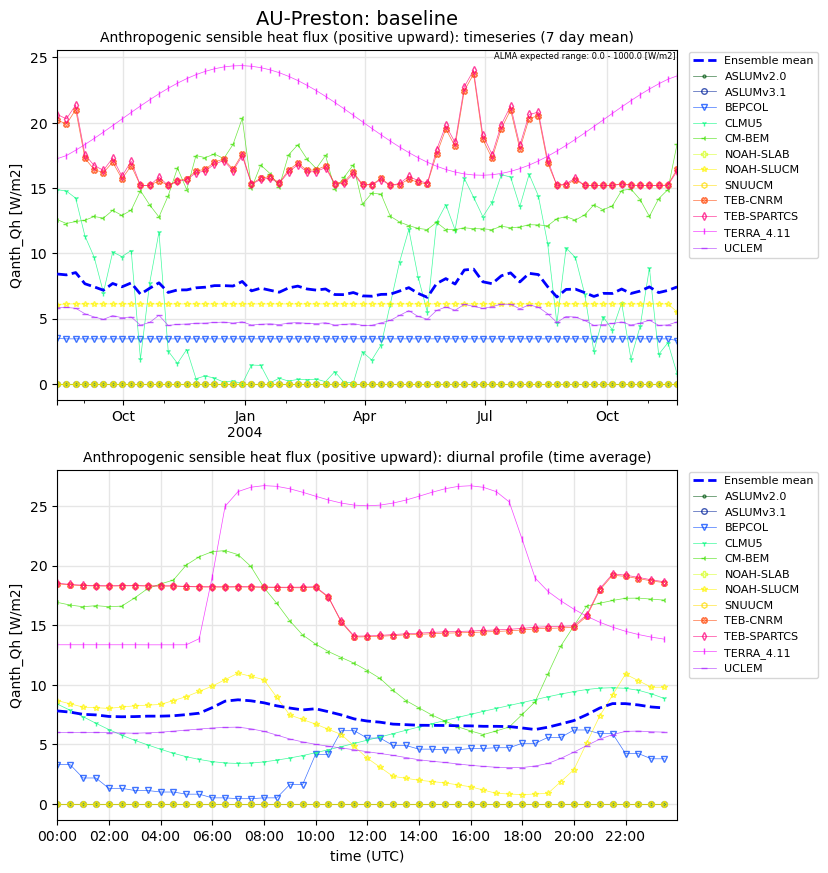 AU-Preston: baseline
Anthropogenic sensible heat flux (positive upward): timeseries (7 day mean)
ALMA expected range: 0.0 - 1000.0 [W/m2]
25
20
15
10
5
0
Qanth_Qh [W/m2]
Oct
Jan
2004
Apr
Jul
Oct
Ensemble mean
ASLUMv2.0
ASLUMv3.1
BEPCOL
CLMU5
CM-BEM
NOAH-SLAB
NOAH-SLUCM
SNUUCM
TEB-CNRM
TEB-SPARTCS
TERRA_4.11
UCLEM
Anthropogenic sensible heat flux (positive upward): diurnal profile (time average)
25
20
15
10
5
0
Qanth_Qh [W/m2]
00:00
02:00
04:00
06:00
08:00
10:00
12:00
14:00
16:00
18:00
20:00
22:00
time (UTC)
Ensemble mean
ASLUMv2.0
ASLUMv3.1
BEPCOL
CLMU5
CM-BEM
NOAH-SLAB
NOAH-SLUCM
SNUUCM
TEB-CNRM
TEB-SPARTCS
TERRA_4.11
UCLEM